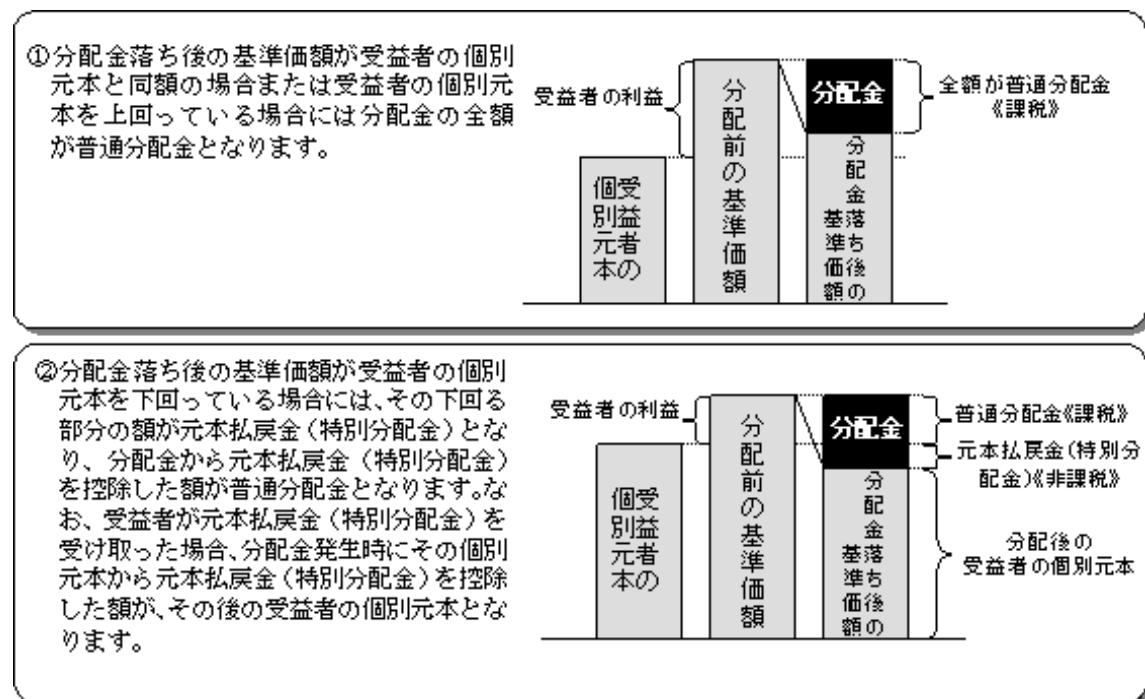 ①分配金落ち後の基準価額が受益者の個別
元本と同額の場合または受益者の個別元
本を上回っている場合には分配金の全額
が普通分配金となります。
受益者の利益
受益者の
個別元本
分配前の基準価額
分配金
分配金落ち後の
基準価額
全額が普通分配金
《課税》
②分配金落ち後の基準価額が受益者の個別
元本を下回っている場合には、その下回る
部分の額が元本払戻金（特別分配金）とな
り、分配金から元本払戻金（特別分配金）
を控除した額が普通分配金となります。な
お、受益者が元本払戻金（特別分配金）を
受け取った場合、分配金発生時にその個別
元本から元本払戻金（特別分配金）を控除
した額が、その後の受益者の個別元本とな
ります。
受益者の利益
受益者の
個別元本
分配前の基準価額
分配金
分配金落ち後の
基準価額
普通分配金《課税》
元本払戻金(特別分
配金)《非課税》
分配後の
受益者の個別元本